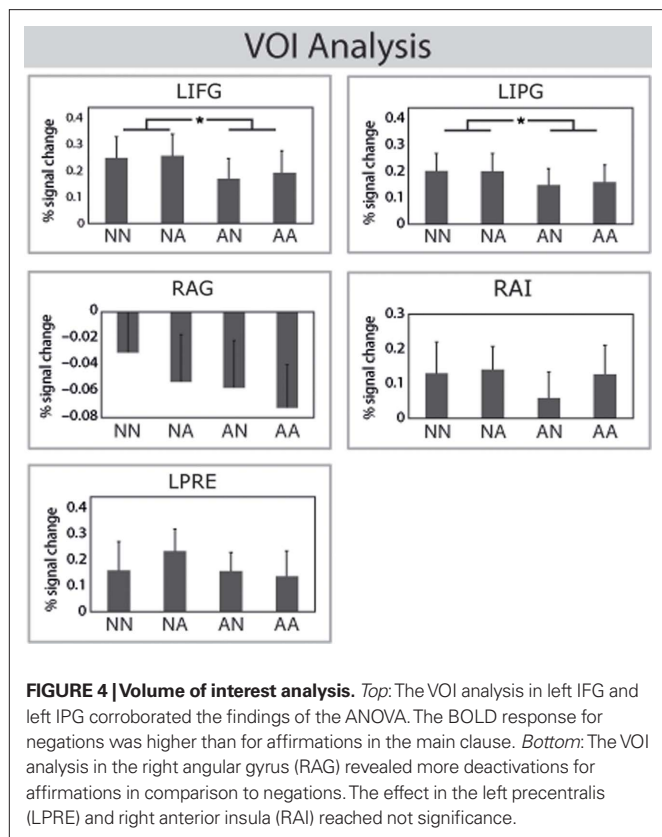 VOI Analysis
LIFG
% signal change
0.4
0.3
0.2
0.1
0
*
NN NA AN AA
LIPG
% signal change
0.4
0.3
0.2
0.1
0
*
NN NA AN AA
RAG
% signal change
0
−0.02
−0.04
−0.06
−0.08
NN NA AN AA
RAI
% signal change
0.3
0.2
0.1
0
NN NA AN AA
LPRE
% signal change
0.4
0.3
0.2
0.1
0
NN NA AN AA
FIGURE 4 | Volume of interest analysis. Top: The VOI analysis in left IFG and
left IPG corroborated the findings of the ANOVA. The BOLD response for
negations was higher than for affirmations in the main clause. Bottom: The VOI
analysis in the right angular gyrus (RAG) revealed more deactivations for
affirmations in comparison to negations. The effect in the left precentralis
(LPRE) and right anterior insula (RAI) reached not significance.